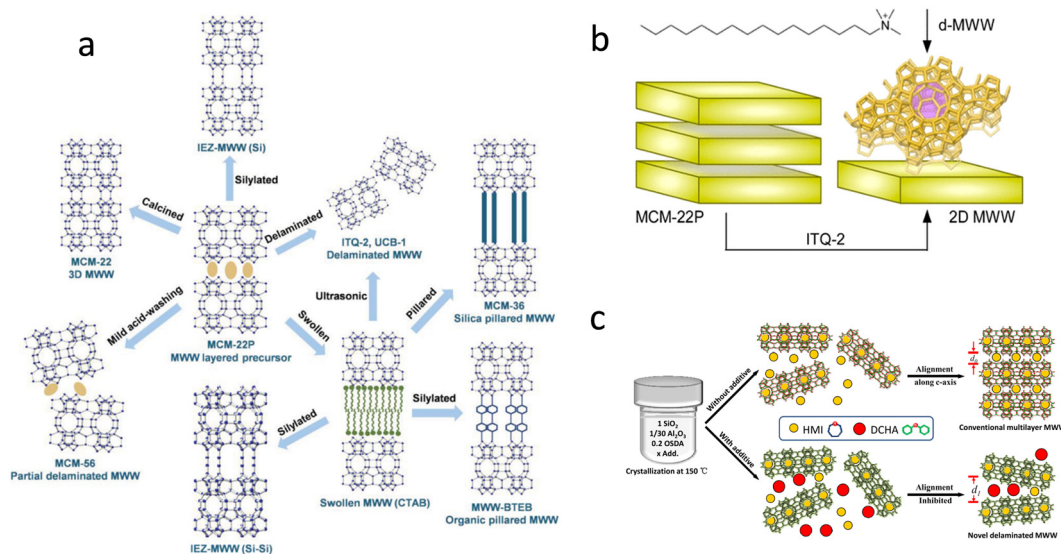 a
IEZ-MWW (Si)
Silylated
MCM-22
3D MWW
Calcined
Delaminated
ITQ-2, UCB-1
Delaminated MWW
Mild acid-washing
MCM-22P
MWW layered precursor
Swollen
Ultrasonic
Pillared
MCM-36
Silica pillared MWW
MCM-56
Partial delaminated MWW
Silylated
Silylated
IEZ-MWW (Si-Si)
Swollen MWW (CTAB)
MWW-BTEB
Organic pillared MWW
b
N
+
d-MWW
MCM-22P
2D MWW
ITQ-2
c
1 SiO2
1/30 Al2O3
0.2 OSDA
x Add.
Crystallization at 150 ℃
Without additive
With additive
HMI
DCHA
Alignment
along c-axis
Conventional multilayer MWW
Alignment
Inhibited
Novel delaminated MWW